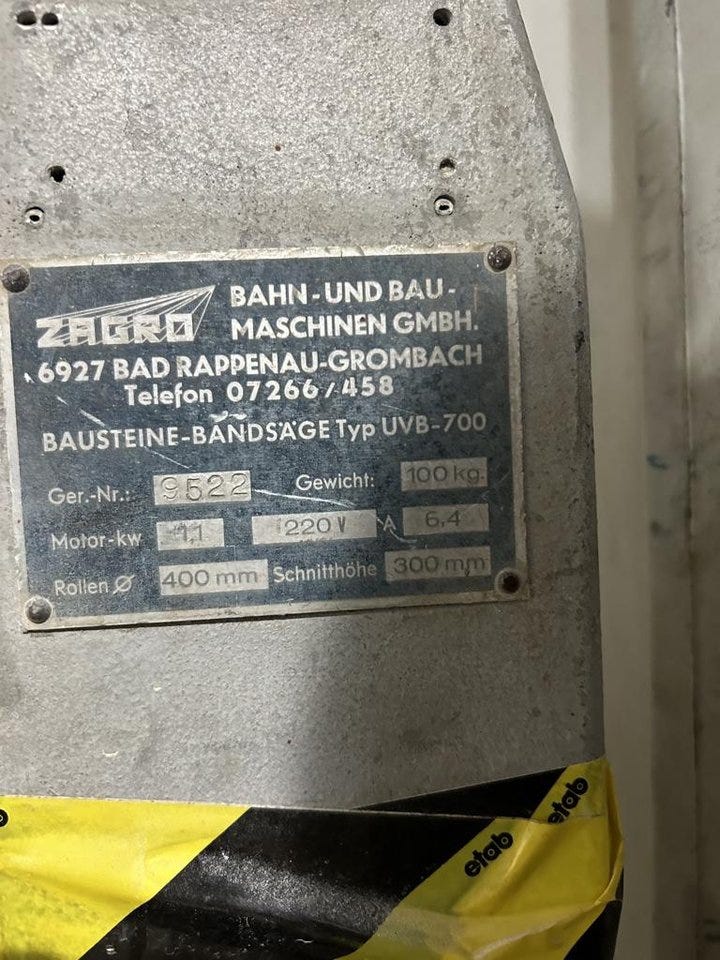 ZAGRO
BAHN-UND BAU-
MASCHINEN GMBH.
6927 BAD RAPPENAU-GROMBACH
Telefon 07266/458
BAUSTEINE-BANDSÄGE Typ UVB-700
Ger.-Nr.: 9522 Gewicht: 100 kg.
Motor-kw 1,1 220 V A 6,4
Rollen Ø 400 mm Schnitthöhe 300 mm
etab
etab